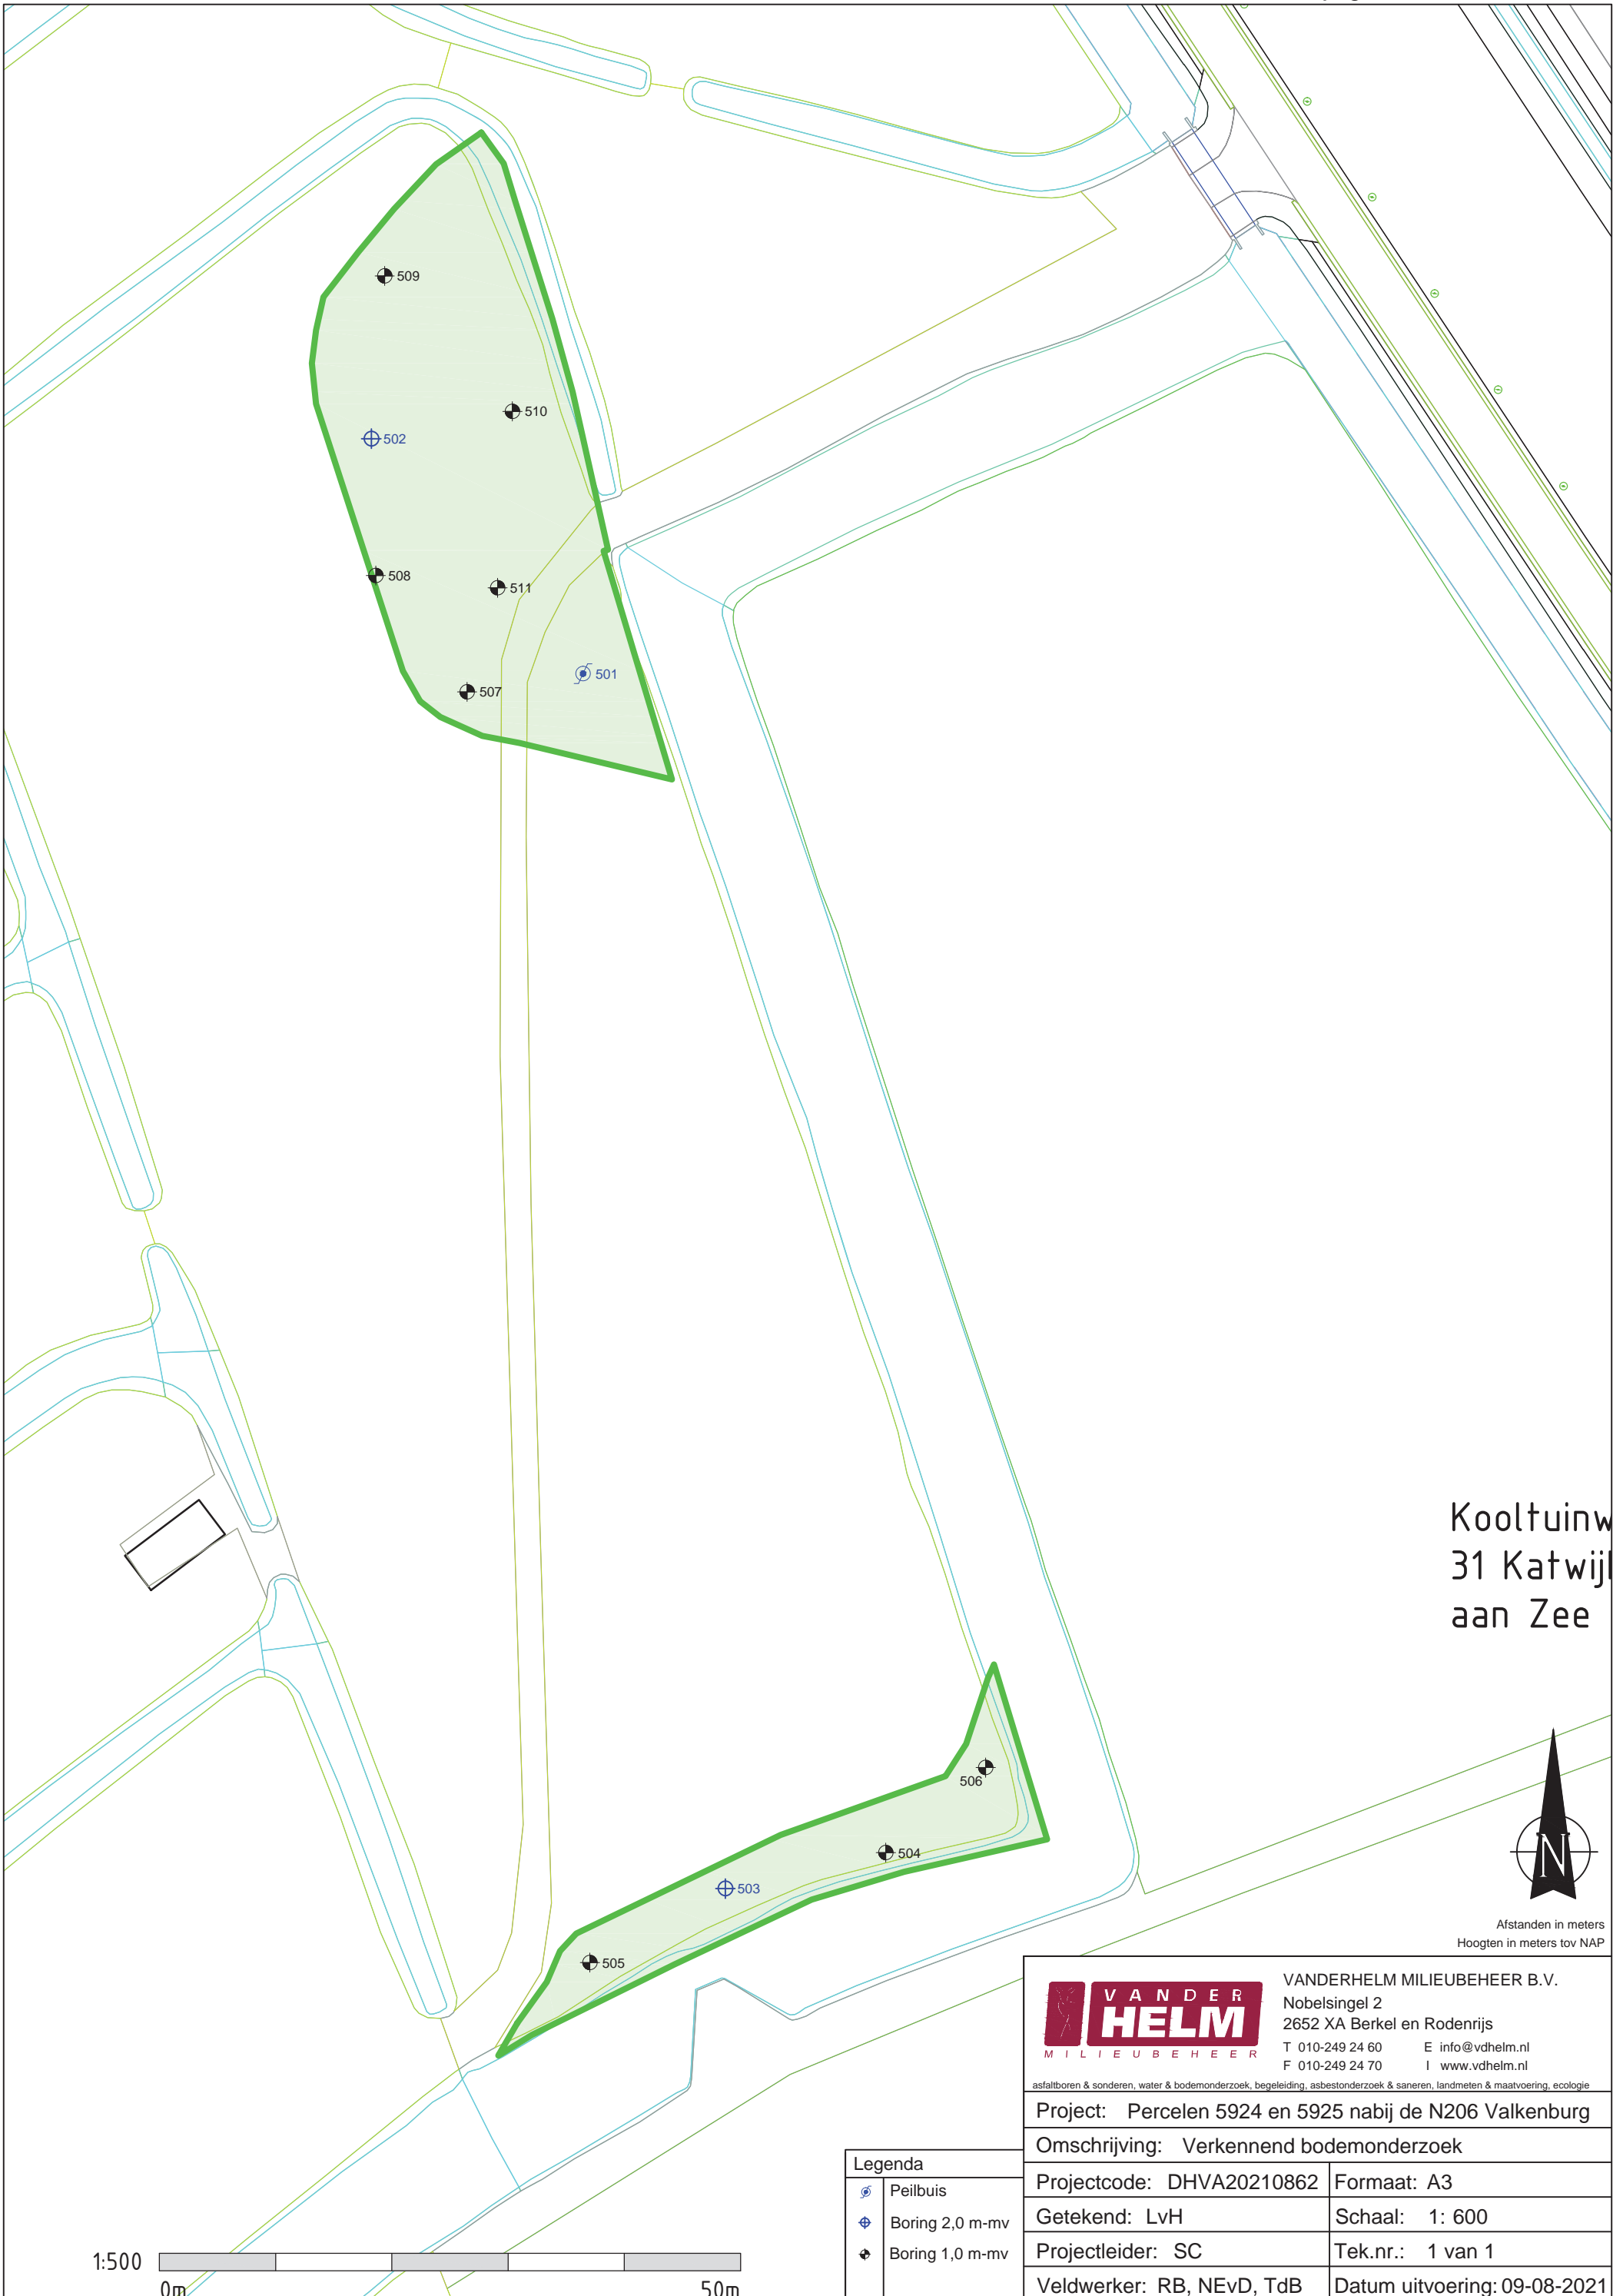 509
510
502
508
511
501
507
Kooltuinw
31 Katwijk
aan Zee
506
504
503
505
N
Afstanden in meters
Hoogten in meters tov NAP
VANDER
HELM
MILIEUBEHEER
VANDERHELM MILIEUBEHEER B.V.
Nobelsingel 2
2652 XA Berkel en Rodenrijs
T 010-249 24 60 E info@vdhelm.nl
F 010-249 24 70 I www.vdhelm.nl
asfaltboren & sonderen, water & bodemonderzoek, begeleiding, asbestonderzoek & saneren, landmeten & maatvoering, ecologie
Project: Percelen 5924 en 5925 nabij de N206 Valkenburg
Omschrijving: Verkennend bodemonderzoek
Projectcode: DHVA20210862 Formaat: A3
Getekend: LvH Schaal: 1: 600
Projectleider: SC Tek.nr.: 1 van 1
Veldwerker: RB, NEvD, TdB Datum uitvoering: 09-08-2021
Legenda
Peilbuis
Boring 2,0 m-mv
Boring 1,0 m-mv
1:500
0m 50m